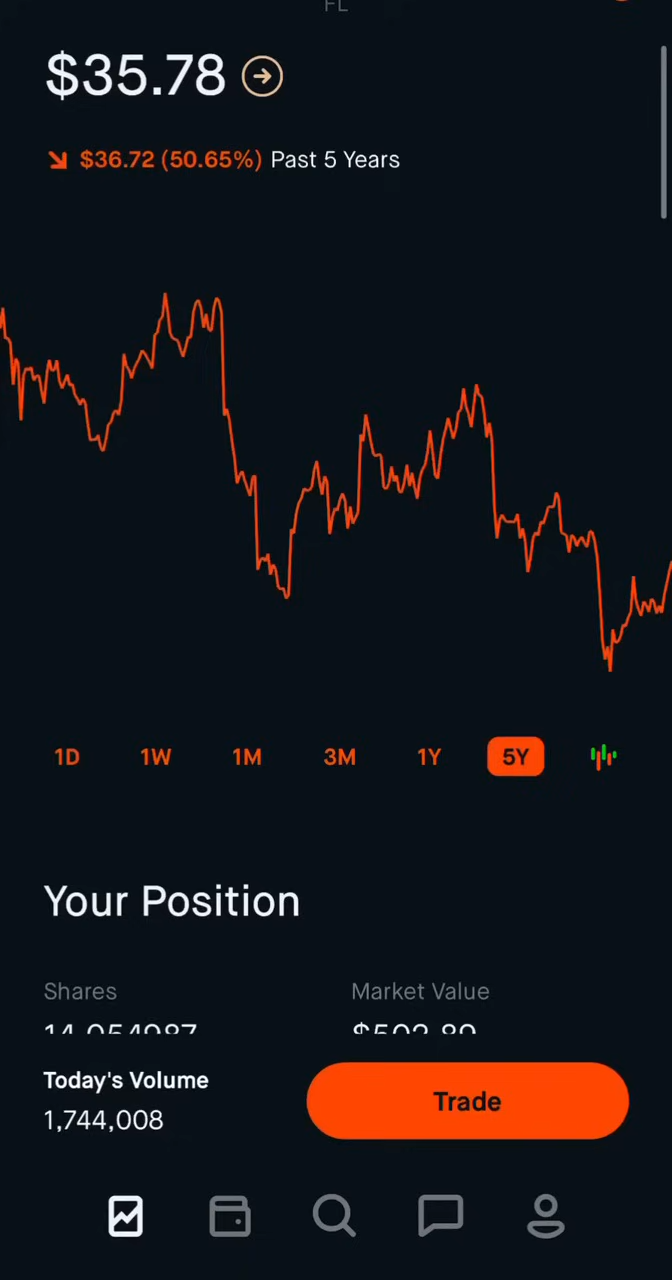 FL
$35.78
$36.72 (50.65%) Past 5 Years
1D 1W 1M 3M 1Y 5Y
Your Position
Shares Market Value
Today's Volume
1,744,008
Trade